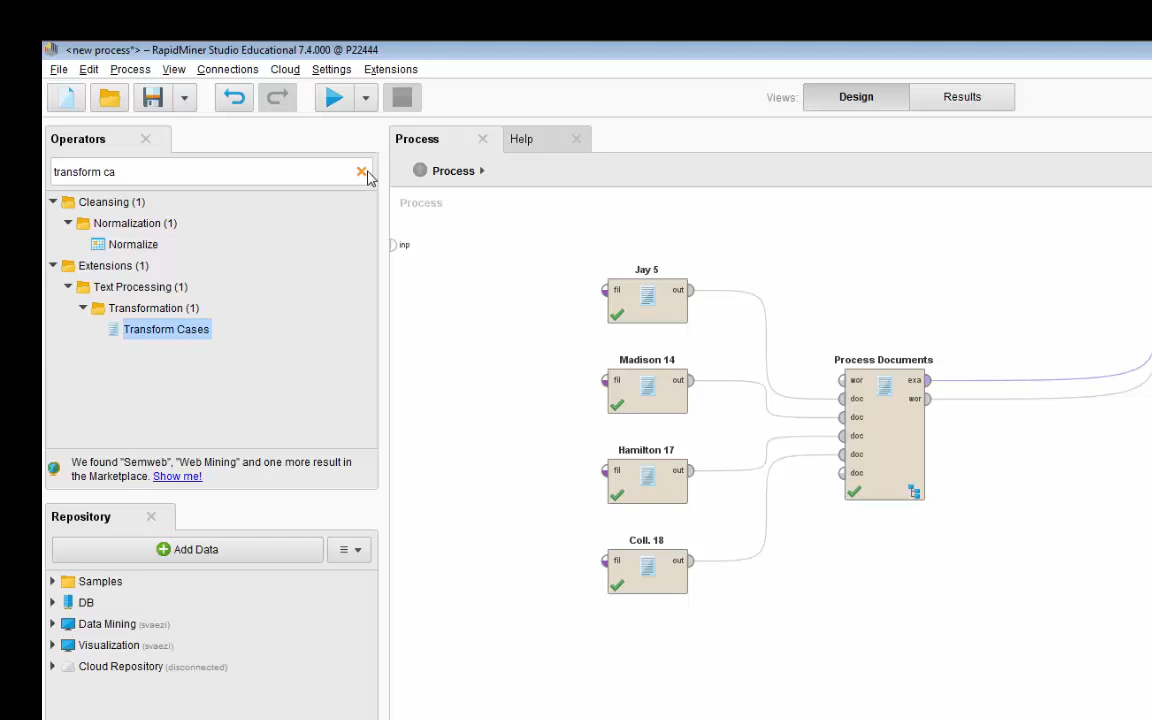 <new process*> – RapidMiner Studio Educational 7.4.000 @ P22444
File Edit Process View Connections Cloud Settings Extensions
Views: Design Results
Operators
transform ca
Cleansing (1)
Normalization (1)
Normalize
Extensions (1)
Text Processing (1)
Transformation (1)
Transform Cases
We found "Semweb", "Web Mining" and one more result in
the Marketplace. Show me!
Repository
Add Data
Samples
DB
Data Mining (svaezi)
Visualization (svaezi)
Cloud Repository (disconnected)
Process Help
Process
Process
inp
Jay 5
fil out
Madison 14
fil out
Hamilton 17
fil out
Coll. 18
fil out
Process Documents
wor exa
doc wor
doc
doc
doc
doc